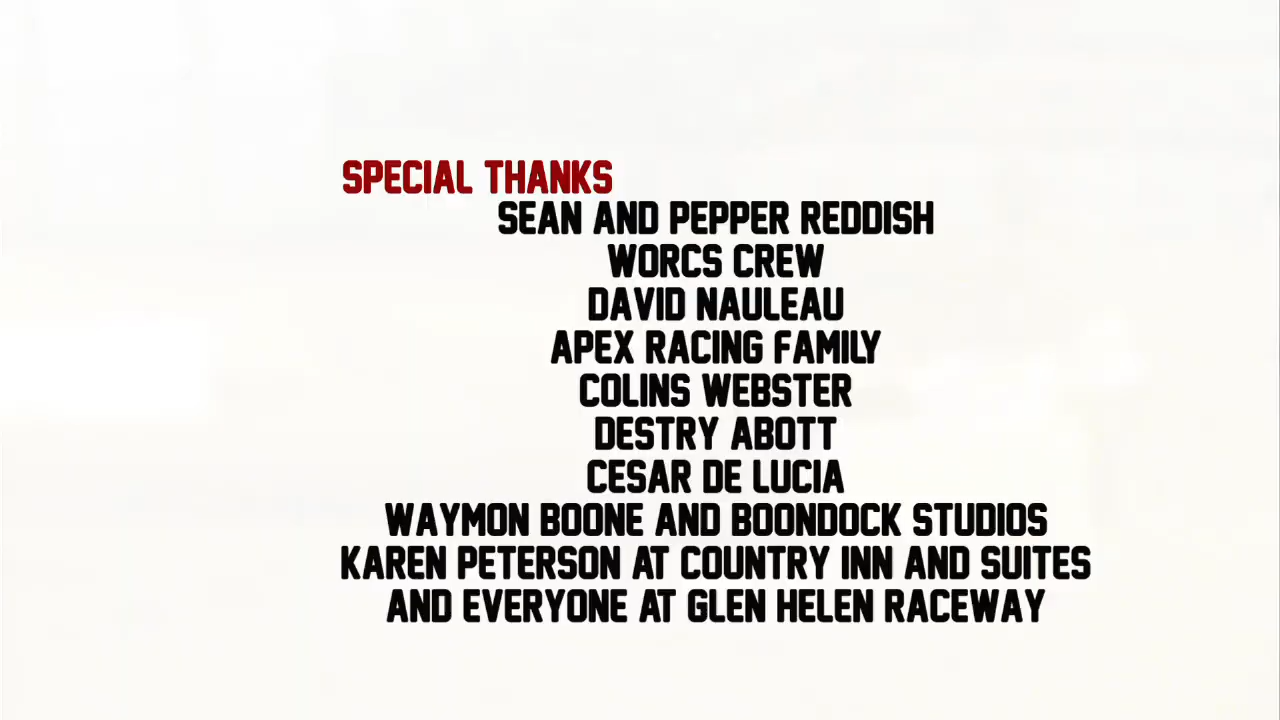 SPECIAL THANKS
SEAN AND PEPPER REDDISH
WORCS CREW
DAVID NAULEAU
APEX RACING FAMILY
COLINS WEBSTER
DESTRY ABOTT
CESAR DE LUCIA
WAYMON BOONE AND BOONDOCK STUDIOS
KAREN PETERSON AT COUNTRY INN AND SUITES
AND EVERYONE AT GLEN HELEN RACEWAY